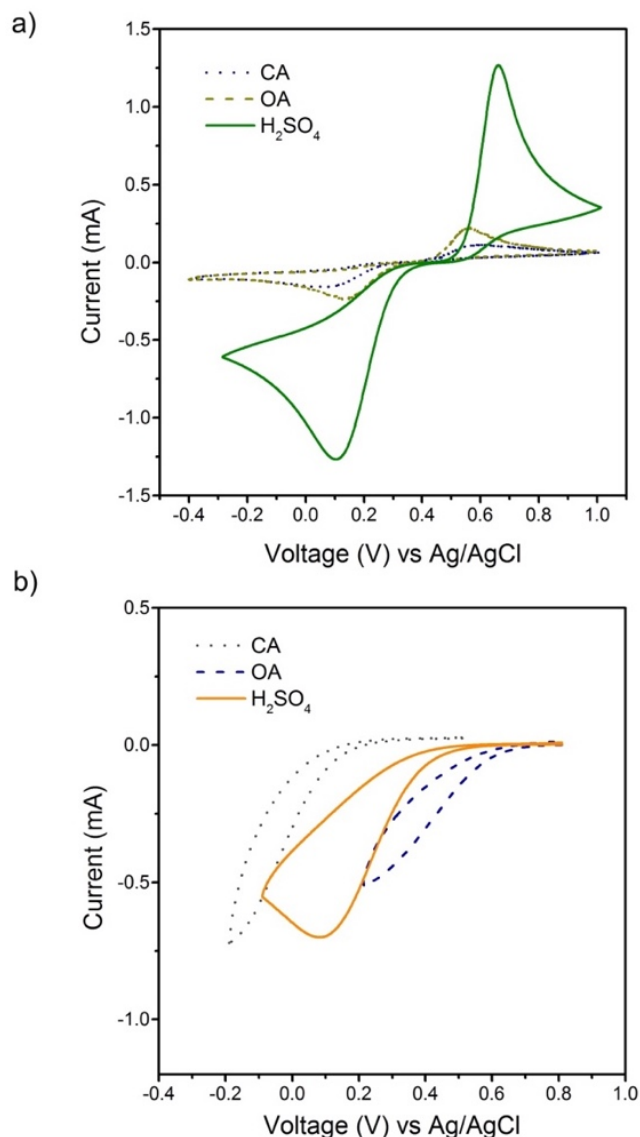 a)
1.5
1.0
0.5
0.0
-0.5
-1.0
-1.5
Current (mA)
CA
OA
H₂SO₄
-0.4 -0.2 0.0 0.2 0.4 0.6 0.8 1.0
Voltage (V) vs Ag/AgCl
b)
0.5
0.0
-0.5
-1.0
Current (mA)
CA
OA
H₂SO₄
-0.4 -0.2 0.0 0.2 0.4 0.6 0.8 1.0
Voltage (V) vs Ag/AgCl